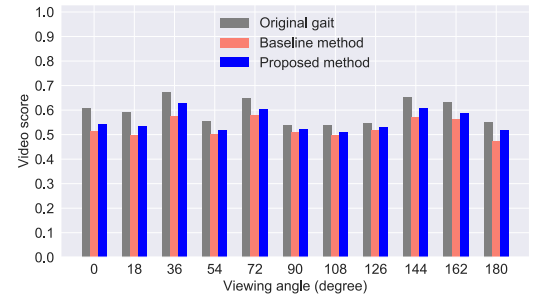 1.0
0.9
0.8
0.7
0.6
0.5
0.4
0.3
0.2
0.1
0.0
Video score
Original gait
Baseline method
Proposed method
0 18 36 54 72 90 108 126 144 162 180
Viewing angle (degree)